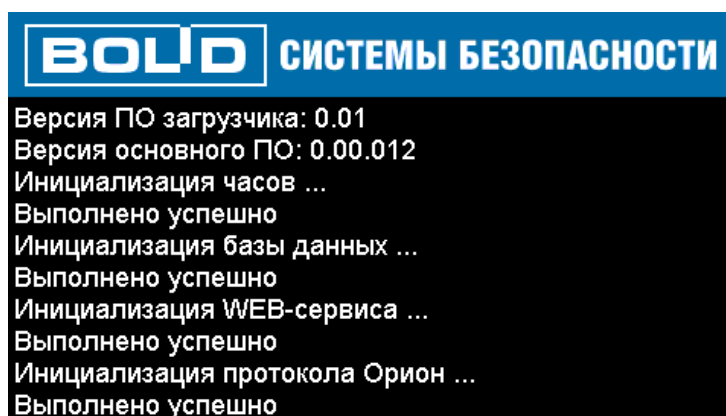 BOLID СИСТЕМЫ БЕЗОПАСНОСТИ
Версия ПО загрузчика: 0.01
Версия основного ПО: 0.00.012
Инициализация часов ...
Выполнено успешно
Инициализация базы данных ...
Выполнено успешно
Инициализация WEB-сервиса ...
Выполнено успешно
Инициализация протокола Орион ...
Выполнено успешно